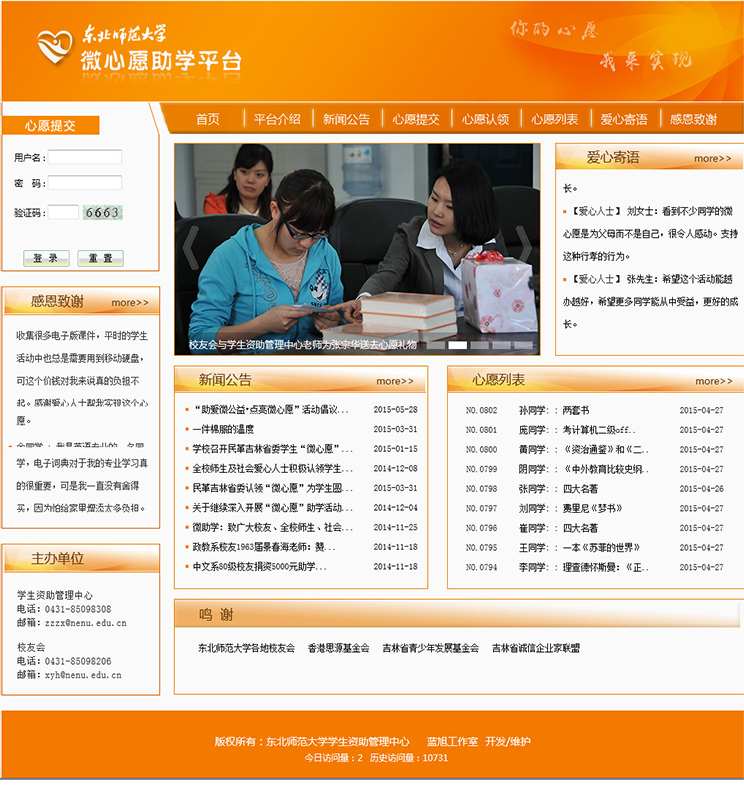 东北师范大学
微心愿助学平台
你的心愿
我来实现
心愿提交
首页 平台介绍 新闻公告 心愿提交 心愿认领 心愿列表 爱心寄语 感恩致谢
用户名：
密 码：
验证码： 6663
登 录 重 置
校友会与学生资助管理中心老师为张宗华送去心愿礼物
爱心寄语 more>>
长。
【爱心人士】 刘女士：看到不少同学的微
心愿是为父母而不是自己，很令人感动。支持
这种行孝的行为。
【爱心人士】 张先生：希望这个活动能越
办越好，希望更多同学能从中受益，更好的成
长。
感恩致谢 more>>
收集很多电子版课件，平时的学生
活动中也总是需要用到移动硬盘，
可这个价钱对我来说真的负担不
起。感谢爱心人士帮我实现这个心
愿。
学，电子词典对于我的专业学习真
的很重要，可是我一直没有舍得
买，因为怕给家里增添太多负担。
新闻公告 more>>
“助爱微公益·点亮微心愿”活动倡议... 2015-05-28
一件棉服的温度 2015-03-31
学校召开民革吉林省委学生“微心愿”... 2015-01-15
全校师生及社会爱心人士积极认领学生... 2014-12-08
民革吉林省委认领“微心愿”为学生圆... 2015-03-31
关于继续深入开展“微心愿”助学活动... 2014-12-04
微助学：致广大校友、全校师生、社会... 2014-11-25
政教系校友1963届景春海老师：赞... 2014-11-18
中文系80级校友捐资5000元助学... 2014-11-18
心愿列表 more>>
NO.0802 孙同学：：两套书 2015-04-27
NO.0801 庞同学：：考计算机二级off.. 2015-04-27
NO.0800 黄同学：：《资治通鉴》和《二.. 2015-04-27
NO.0799 阴同学：：《中外教育比较史纲.. 2015-04-27
NO.0798 张同学：：四大名著 2015-04-26
NO.0797 刘同学：：费里尼《梦书》 2015-04-27
NO.0796 崔同学：：四大名著 2015-04-27
NO.0795 王同学：：一本《苏菲的世界》 2015-04-27
NO.0794 李同学：：理查德怀斯曼：《正.. 2015-04-27
主办单位
学生资助管理中心
电话：0431-85098308
邮箱：zzzx@nenu.edu.cn
校友会
电话：0431-85098206
邮箱：xyh@nenu.edu.cn
鸣 谢
东北师范大学各地校友会 香港思源基金会 吉林省青少年发展基金会 吉林省诚信企业家联盟
版权所有：东北师范大学学生资助管理中心 蓝旭工作室 开发/维护
今日访问量：2 历史访问量：10731